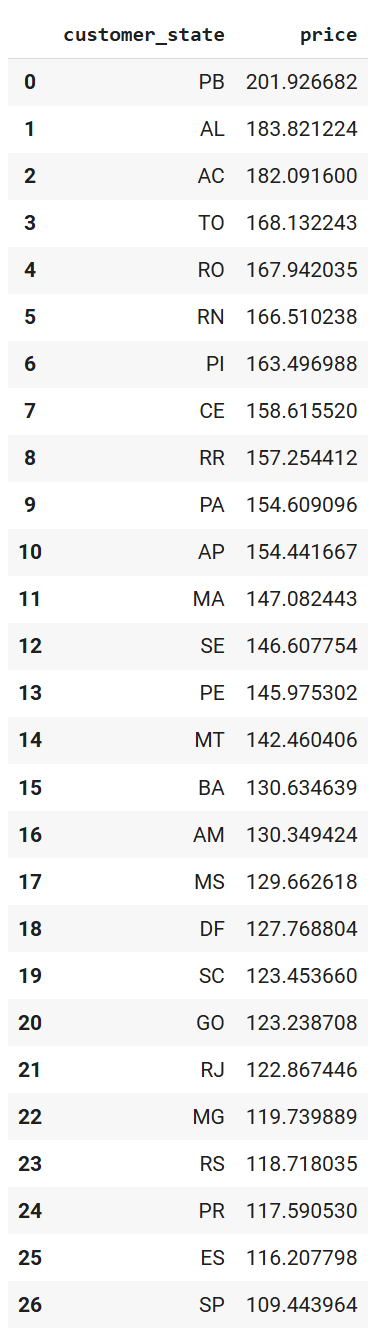 customer_state price
0 PB 201.926682
1 AL 183.821224
2 AC 182.091600
3 TO 168.132243
4 RO 167.942035
5 RN 166.510238
6 PI 163.496988
7 CE 158.615520
8 RR 157.254412
9 PA 154.609096
10 AP 154.441667
11 MA 147.082443
12 SE 146.607754
13 PE 145.975302
14 MT 142.460406
15 BA 130.634639
16 AM 130.349424
17 MS 129.662618
18 DF 127.768804
19 SC 123.453660
20 GO 123.238708
21 RJ 122.867446
22 MG 119.739889
23 RS 118.718035
24 PR 117.590530
25 ES 116.207798
26 SP 109.443964